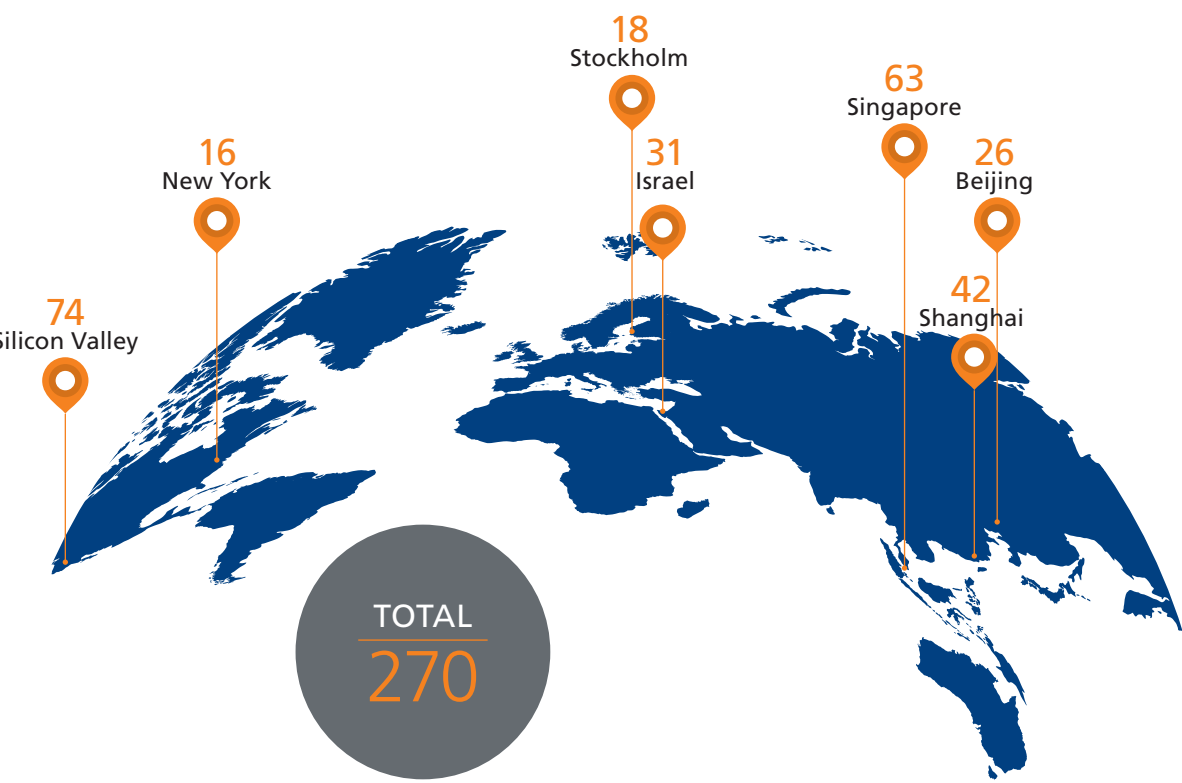 18
Stockholm
63
Singapore
16
New York
31
Israel
26
Beijing
74
Silicon Valley
42
Shanghai
TOTAL
270